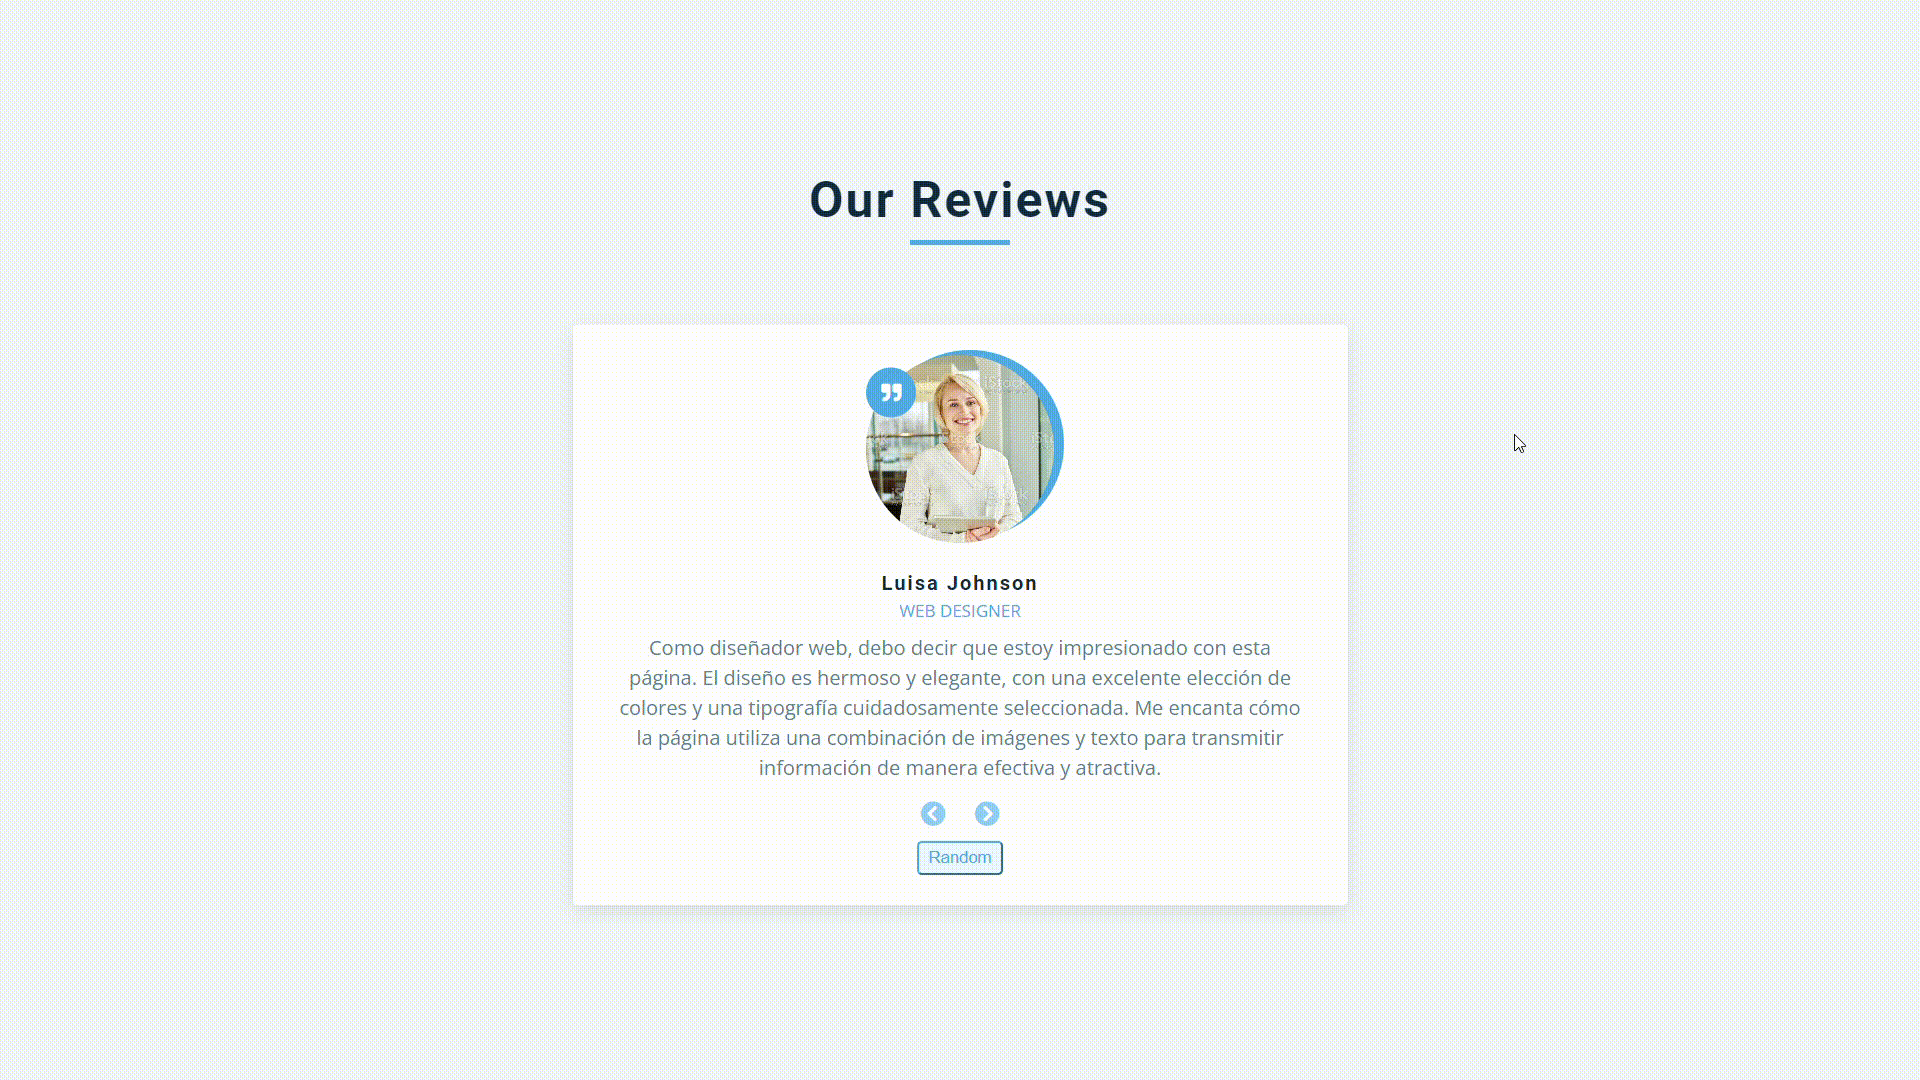 Our Reviews
iStock
Luisa Johnson
WEB DESIGNER
Como diseñador web, debo decir que estoy impresionado con esta
página. El diseño es hermoso y elegante, con una excelente elección de
colores y una tipografía cuidadosamente seleccionada. Me encanta cómo
la página utiliza una combinación de imágenes y texto para transmitir
información de manera efectiva y atractiva.
Random